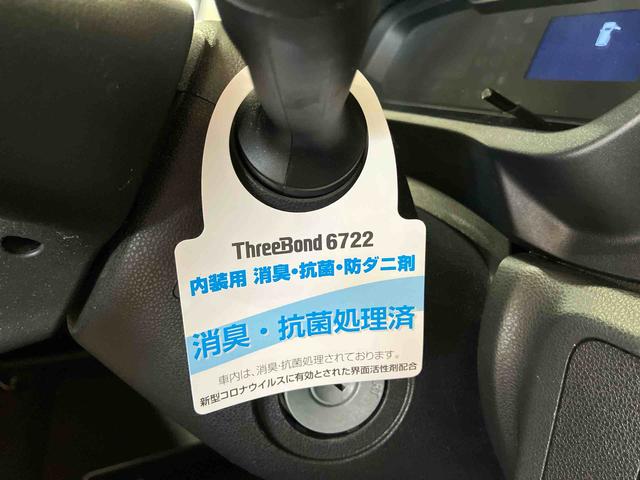 ThreeBond 6722
内装用 消臭・抗菌・防ダニ剤
消臭・抗菌処理済
車内は、消臭・抗菌処理されております。
新型コロナウイルスに有効とされた界面活性剤配合